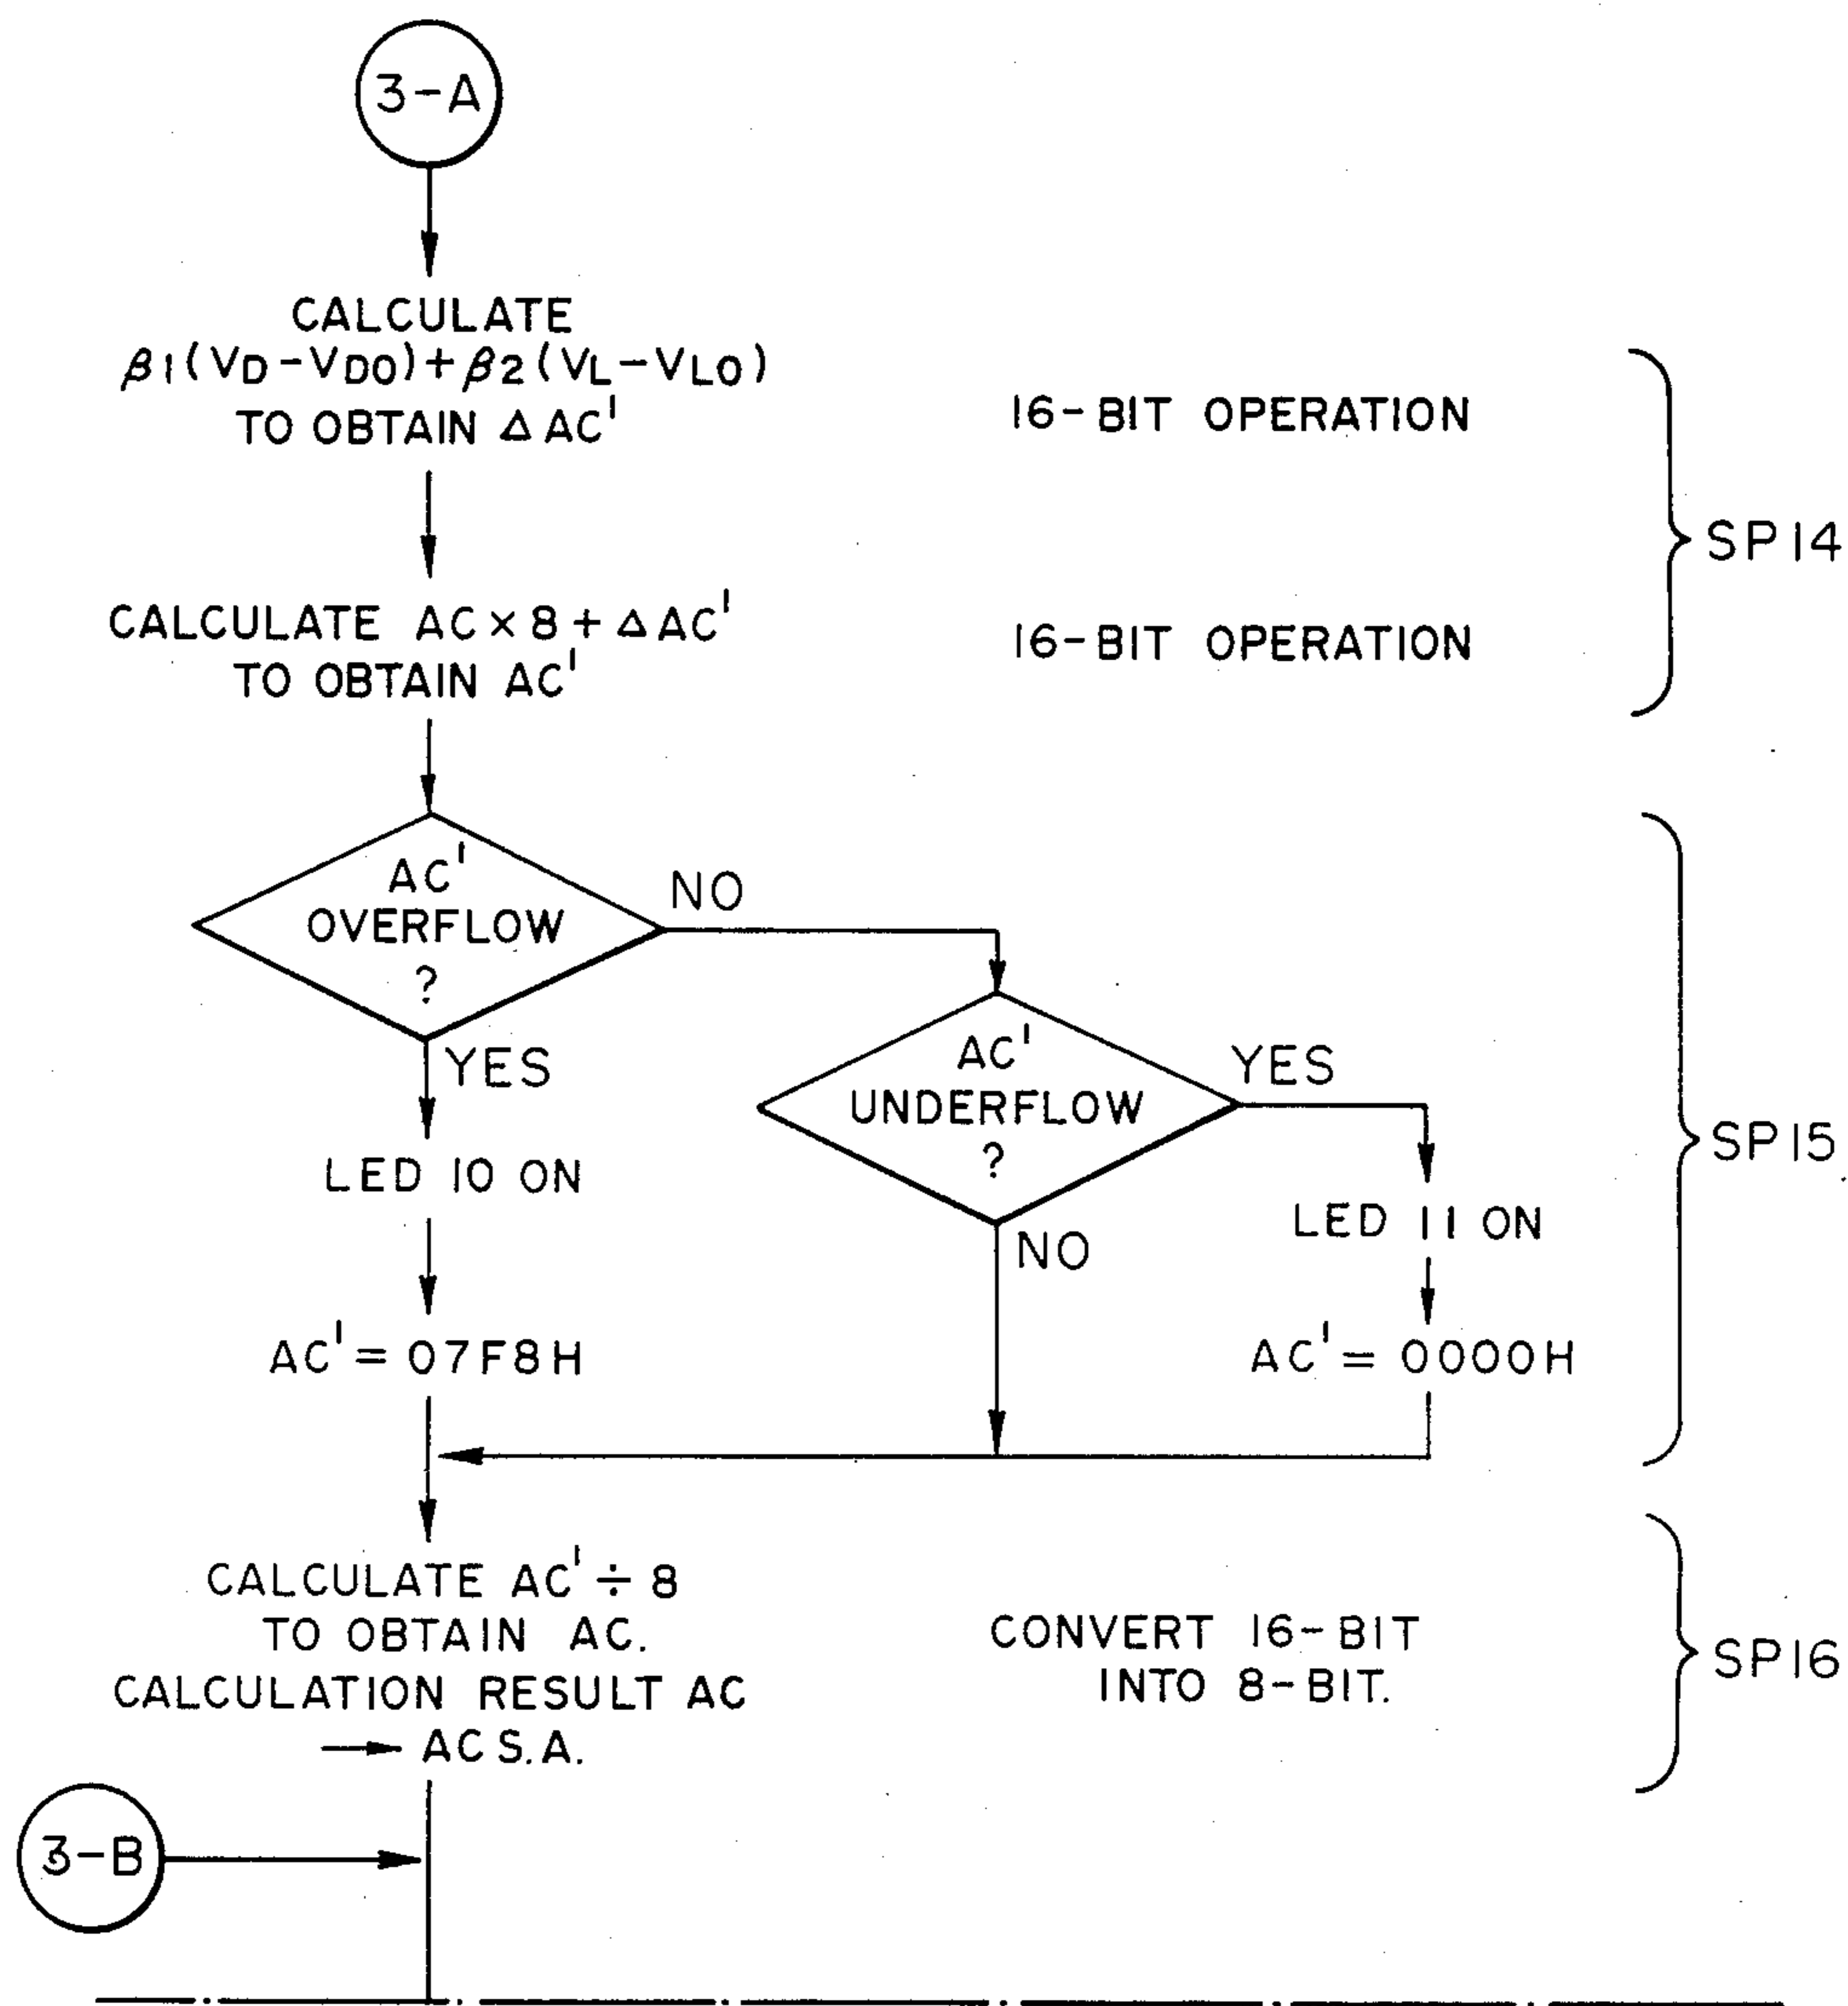 3-A
CALCULATE
β1(VD-VDO)+β2(VL-VLO)
TO OBTAIN ΔAC'
16-BIT OPERATION
SP14
CALCULATE AC×8+ΔAC'
TO OBTAIN AC'
16-BIT OPERATION
AC'
OVERFLOW
?
NO
YES
AC'
UNDERFLOW
?
YES
NO
SP15
LED 10 ON
LED 11 ON
AC'=07F8H
AC'=0000H
CALCULATE AC'÷8
TO OBTAIN AC.
CALCULATION RESULT AC
→ AC S.A.
CONVERT 16-BIT
INTO 8-BIT.
SP16
3-B